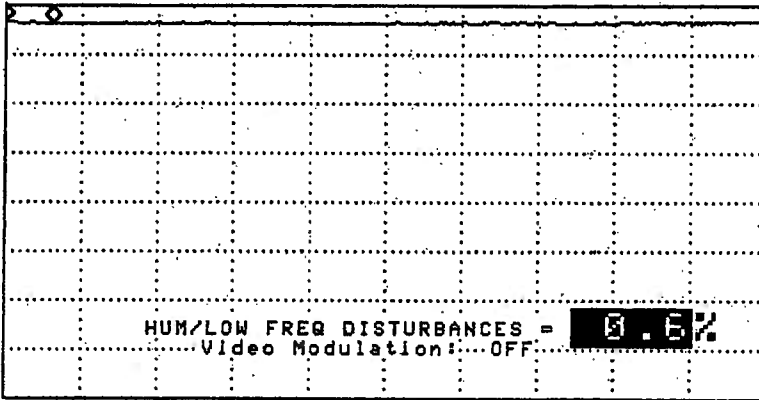 HUM/LOW FREQ DISTURBANCES = 0.6%
Video Modulation: OFF